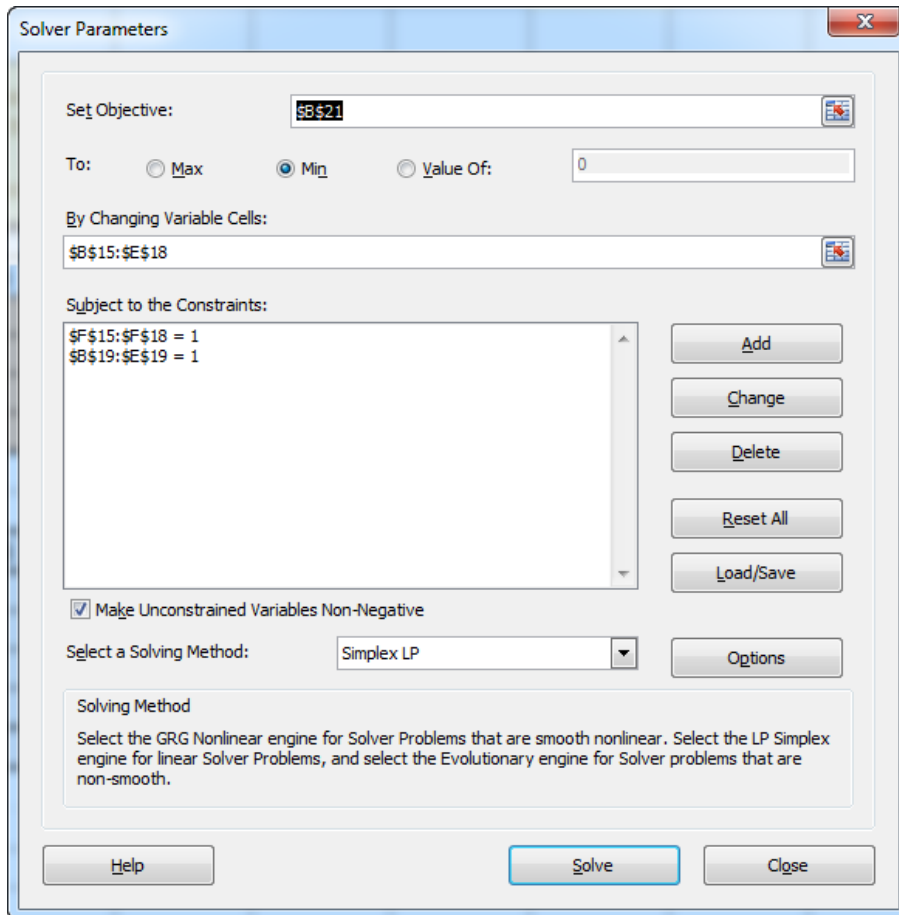 Solver Parameters
Set Objective: $B$21
To: Max Min Value Of: 0
By Changing Variable Cells:
$B$15:$E$18
Subject to the Constraints:
$F$15:$F$18 = 1
$B$19:$E$19 = 1
Add
Change
Delete
Reset All
Load/Save
Make Unconstrained Variables Non-Negative
Select a Solving Method: Simplex LP Options
Solving Method
Select the GRG Nonlinear engine for Solver Problems that are smooth nonlinear. Select the LP Simplex
engine for linear Solver Problems, and select the Evolutionary engine for Solver problems that are
non-smooth.
Help Solve Close